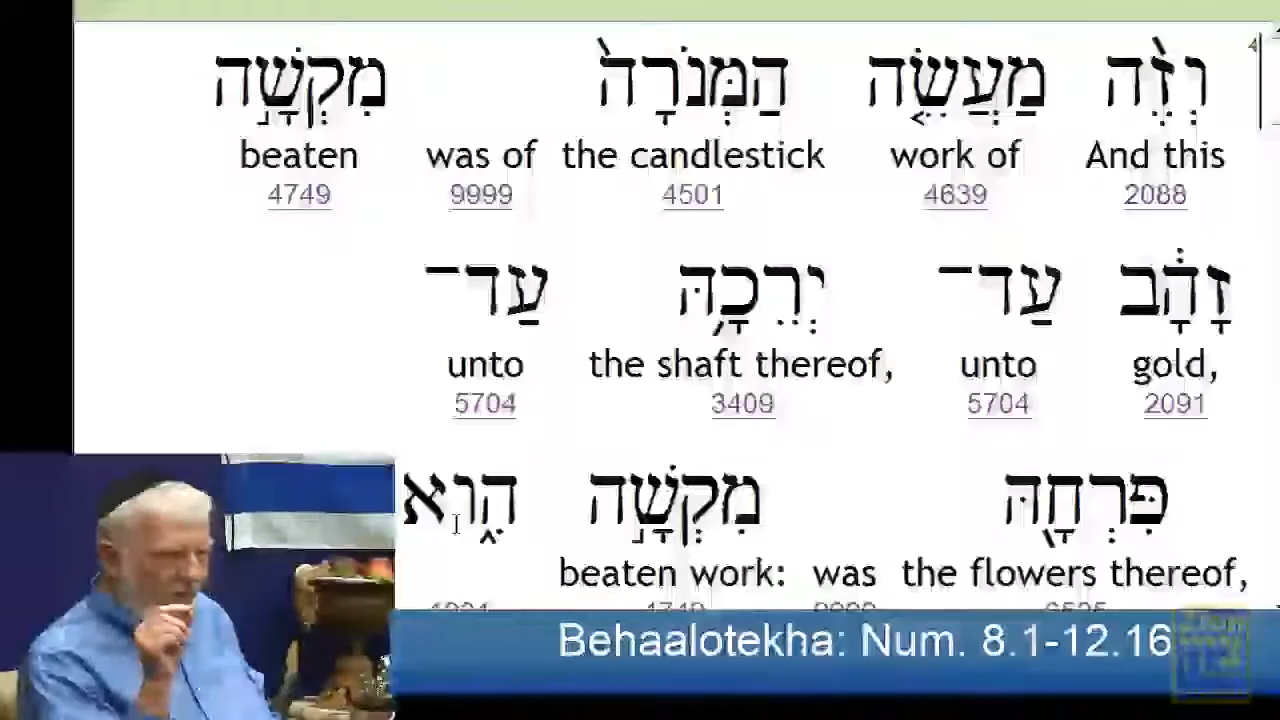 4 וְזֶ֨ה מַעֲשֵׂ֤ה הַמְּנֹרָה֙ מִקְשָׁ֣ה
And this work of the candlestick was of beaten
2088 4639 4501 9999 4749
זָהָ֔ב עַד־ יְרֵכָ֥הּ עַד־
gold, unto the shaft thereof, unto
2091 5704 3409 5704
פִּרְחָ֖הּ מִקְשָׁ֣ה הִ֑וא
the flowers thereof, was beaten work:
Behaalotekha: Num. 8.1-12.16